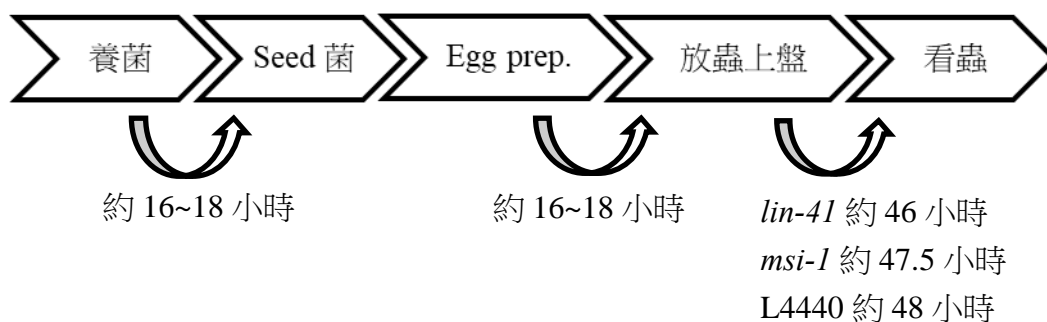 養菌
Seed 菌
Egg prep.
放蟲上盤
看蟲
約 16~18 小時
約 16~18 小時
lin-41 約 46 小時
msi-1 約 47.5 小時
L4440 約 48 小時